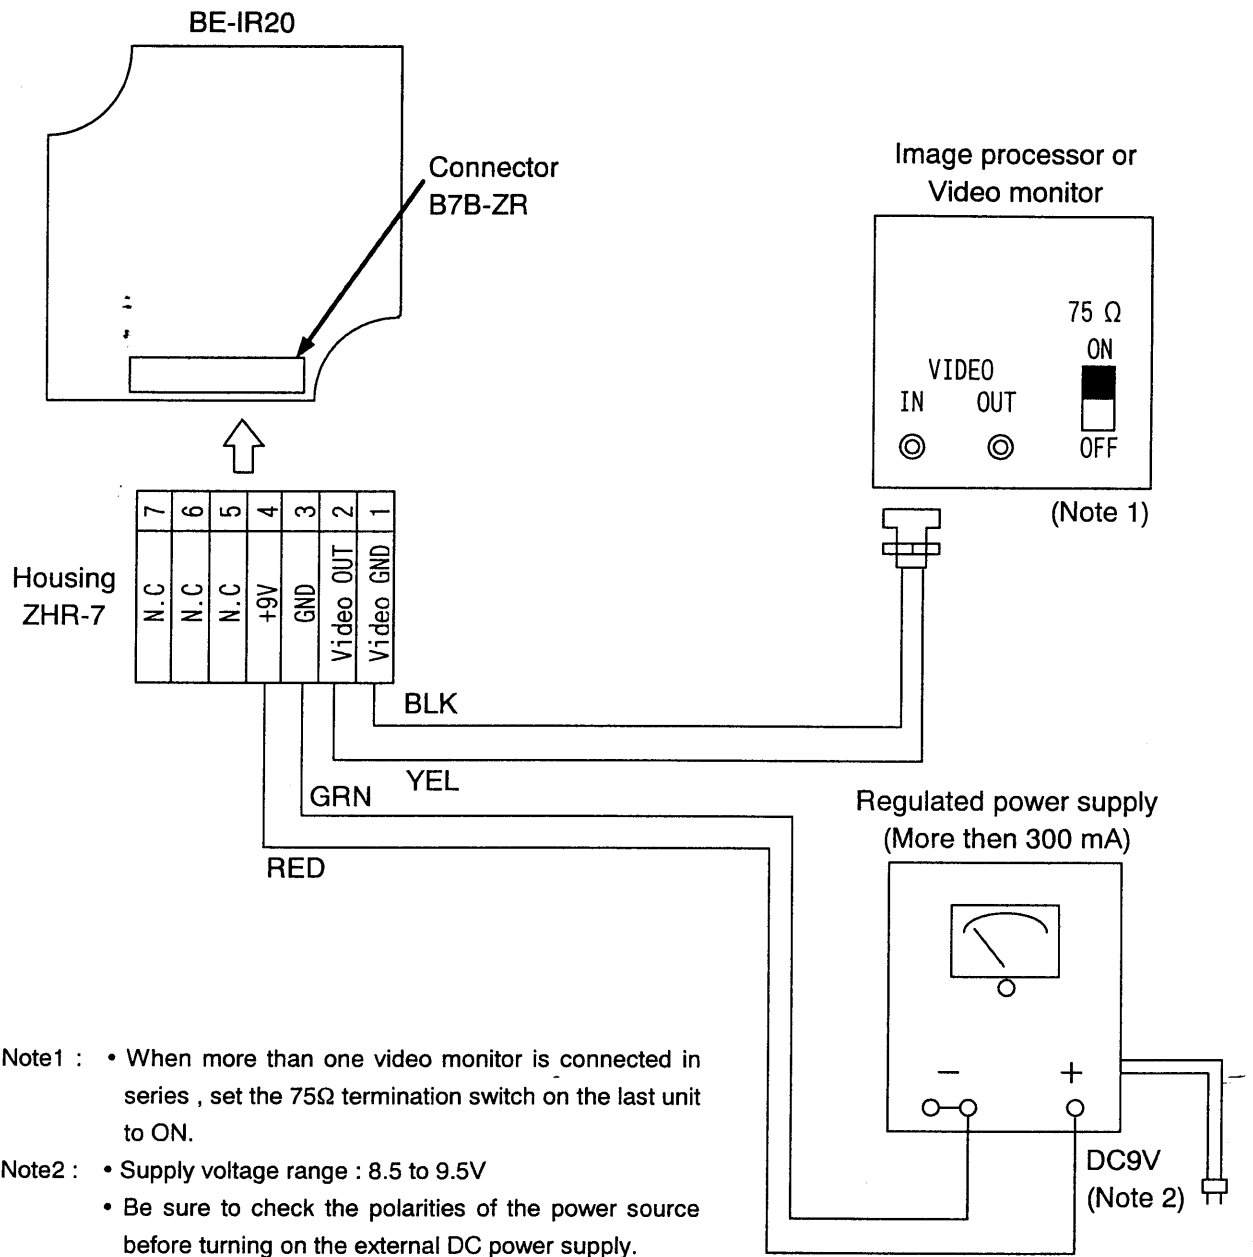 BE-IR20
Connector
B7B-ZR
Image processor or
Video monitor
75 Ω
ON
VIDEO
IN OUT
OFF
(Note 1)
7 6 5 4 3 2 1
N.C N.C N.C +9V GND Video OUT Video GND
Housing
ZHR-7
BLK
YEL
GRN
RED
Regulated power supply
(More then 300 mA)
− +
DC9V
(Note 2)
Note1 : • When more than one video monitor is connected in
series , set the 75Ω termination switch on the last unit
to ON.
Note2 : • Supply voltage range : 8.5 to 9.5V
• Be sure to check the polarities of the power source
before turning on the external DC power supply.